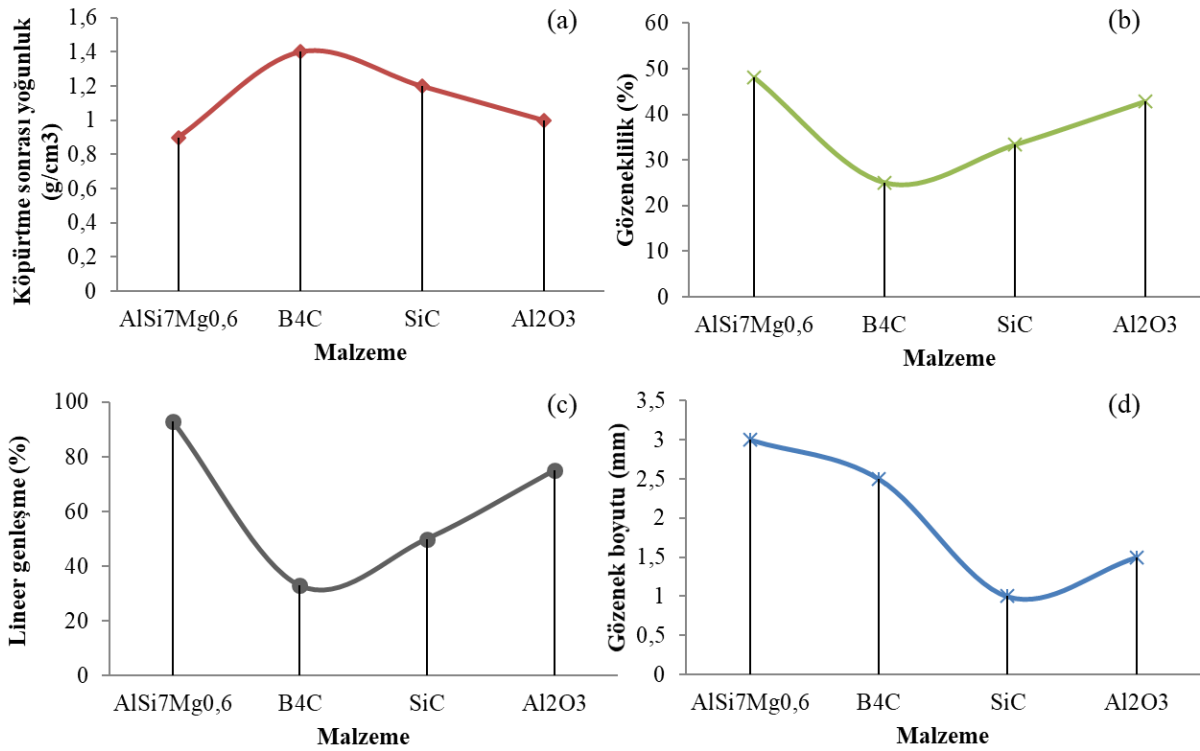 (a)
Köpürtme sonrası yoğunluk
(g/cm3)
1,6
1,4
1,2
1
0,8
0,6
0,4
0,2
0
AlSi7Mg0,6 B4C SiC Al2O3
Malzeme
(b)
Gözeneklilik (%)
60
50
40
30
20
10
0
AlSi7Mg0,6 B4C SiC Al2O3
Malzeme
(c)
Lineer genleşme (%)
100
80
60
40
20
0
AlSi7Mg0,6 B4C SiC Al2O3
Malzeme
(d)
Gözenek boyutu (mm)
3,5
3
2,5
2
1,5
1
0,5
0
AlSi7Mg0,6 B4C SiC Al2O3
Malzeme